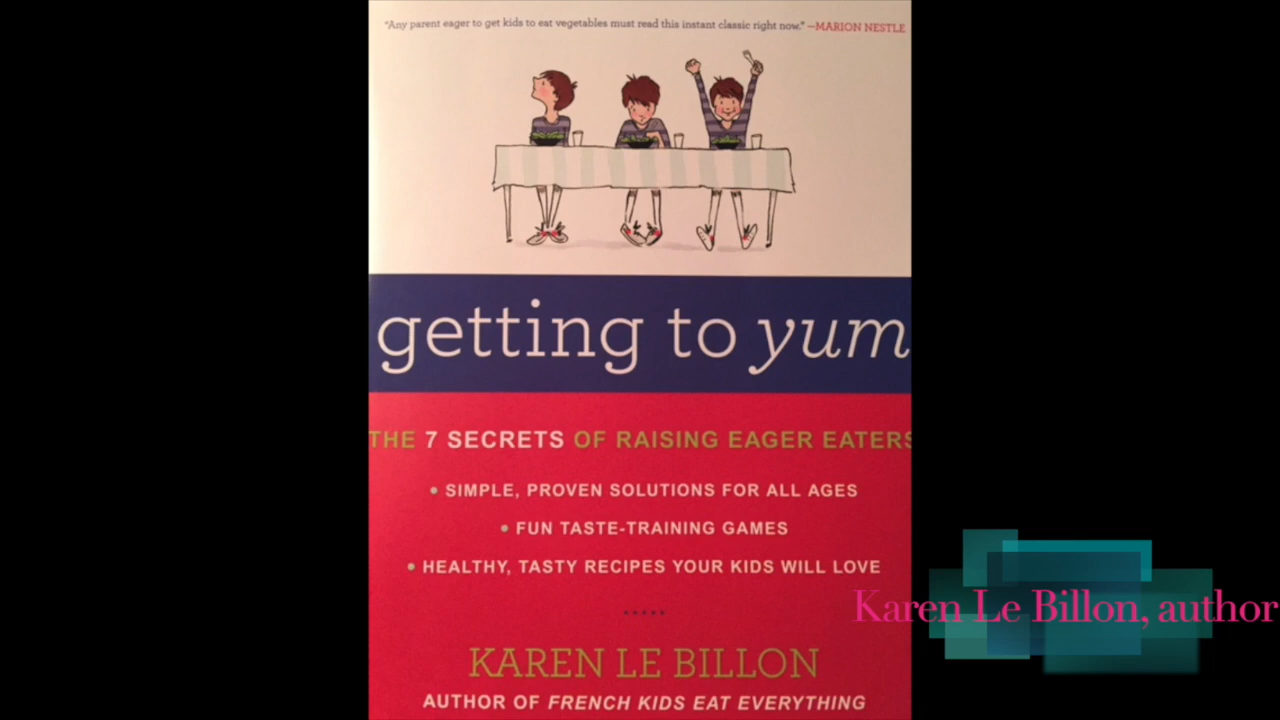 "Any parent eager to get kids to eat vegetables must read this instant classic right now." —MARION NESTLE
getting to yum
THE 7 SECRETS OF RAISING EAGER EATERS
• SIMPLE, PROVEN SOLUTIONS FOR ALL AGES
• FUN TASTE-TRAINING GAMES
• HEALTHY, TASTY RECIPES YOUR KIDS WILL LOVE
Karen Le Billon, author
KAREN LE BILLON
AUTHOR OF FRENCH KIDS EAT EVERYTHING